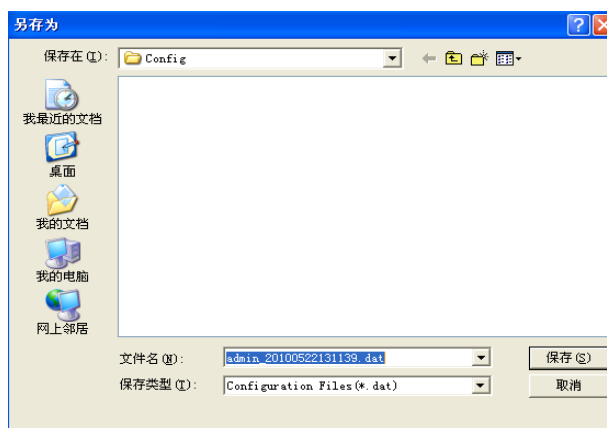 另存为
保存在(I):
Config
我最近的文档
桌面
我的文档
我的电脑
网上邻居
文件名(N):
admin_20100522131139.dat
保存(S)
保存类型(T):
Configuration Files(*.dat)
取消